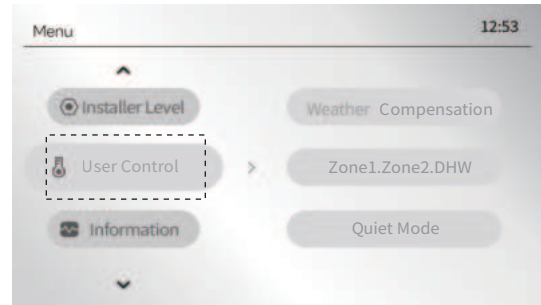 Menu
12:53
Installer Level
Weather Compensation
User Control
Zone1.Zone2.DHW
Information
Quiet Mode